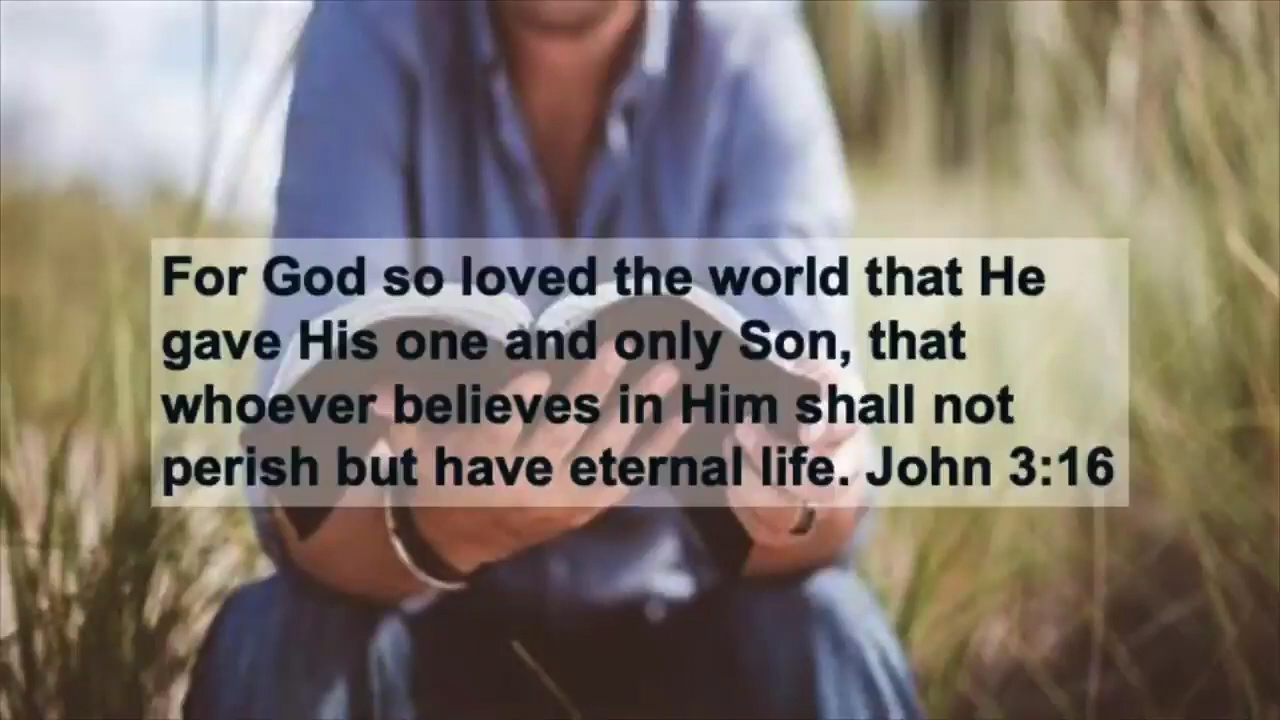 For God so loved the world that He
gave His one and only Son, that
whoever believes in Him shall not
perish but have eternal life. John 3:16